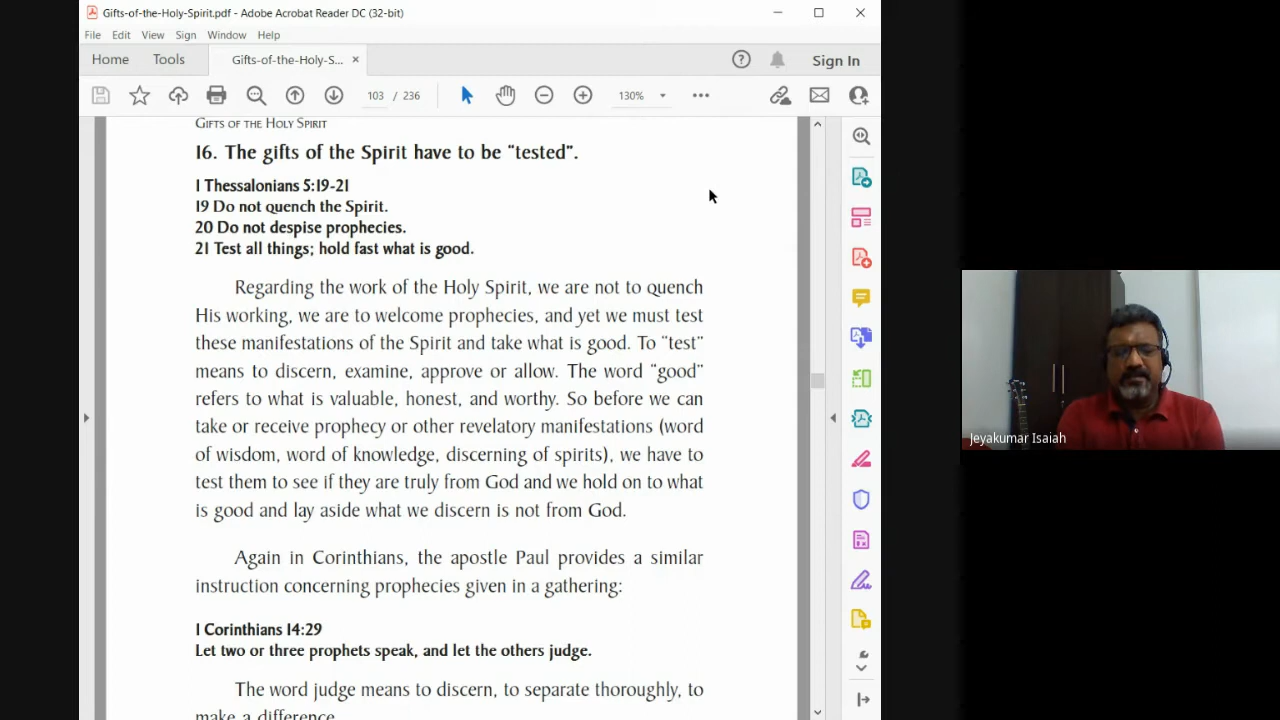 Gifts-of-the-Holy-Spirit.pdf - Adobe Acrobat Reader DC (32-bit)
File Edit View Sign Window Help
Home Tools Gifts-of-the-Holy-S... × Sign In
103 / 236 130%
GIFTS OF THE HOLY SPIRIT
16. The gifts of the Spirit have to be “tested”.
1 Thessalonians 5:19-21
19 Do not quench the Spirit.
20 Do not despise prophecies.
21 Test all things; hold fast what is good.
Regarding the work of the Holy Spirit, we are not to quench
His working, we are to welcome prophecies, and yet we must test
these manifestations of the Spirit and take what is good. To “test”
means to discern, examine, approve or allow. The word “good”
refers to what is valuable, honest, and worthy. So before we can
take or receive prophecy or other revelatory manifestations (word
of wisdom, word of knowledge, discerning of spirits), we have to
test them to see if they are truly from God and we hold on to what
is good and lay aside what we discern is not from God.
Again in Corinthians, the apostle Paul provides a similar
instruction concerning prophecies given in a gathering:
1 Corinthians 14:29
Let two or three prophets speak, and let the others judge.
The word judge means to discern, to separate thoroughly, to
make a difference.
Jeyakumar Isaiah